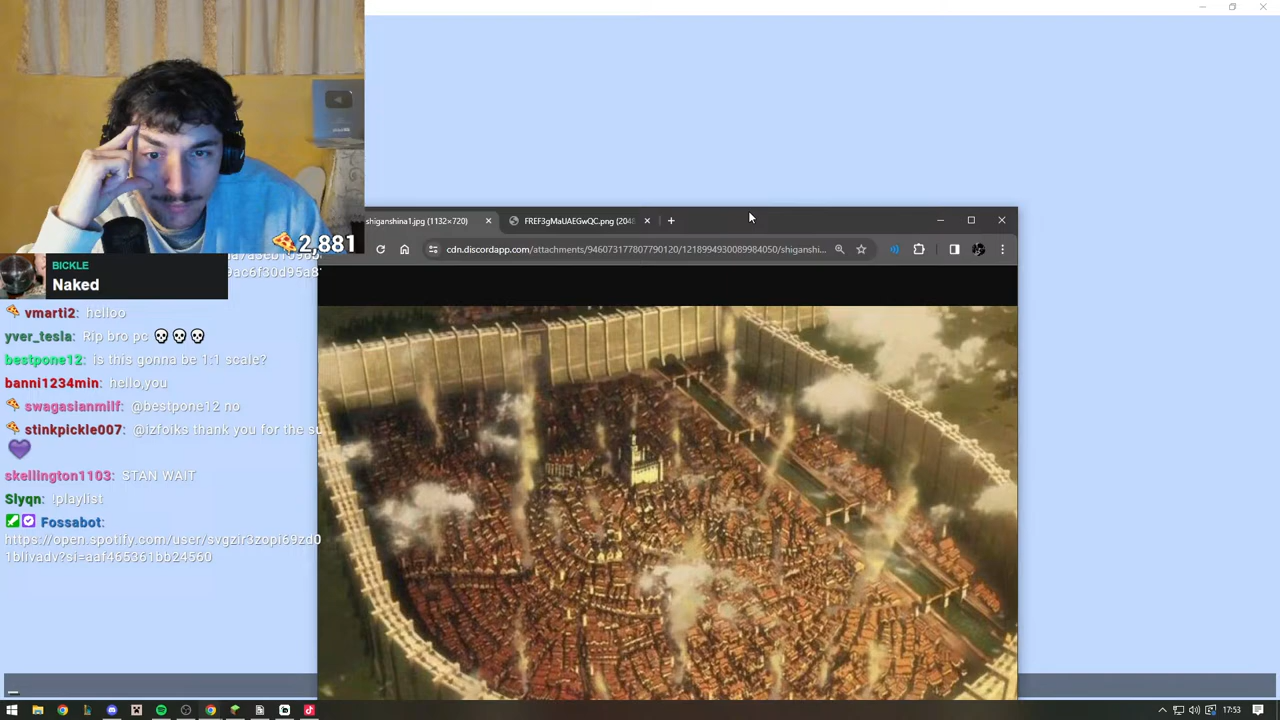 shiganshina1.jpg (1132×720)
FREF3gMaUAEGwQC.png (2048
cdn.discordapp.com/attachments/946073177807790120/1218994930089984050/shiganshi...
2,881
9ac6f30d95a8
BICKLE
Naked
vmarti2: helloo
yver_tesla: Rip bro pc 💀💀💀
bestpone12: is this gonna be 1:1 scale?
banni1234min: hello,you
swagasianmilf: @bestpone12 no
stinkpickle007: @izfoiks thank you for the su
💜
skellington1103: STAN WAIT
Slyqn: !playlist
Fossabot:
https://open.spotify.com/user/svgzir3zopi69zd0
1blivadv?si=aaf465361bb24560
17:53